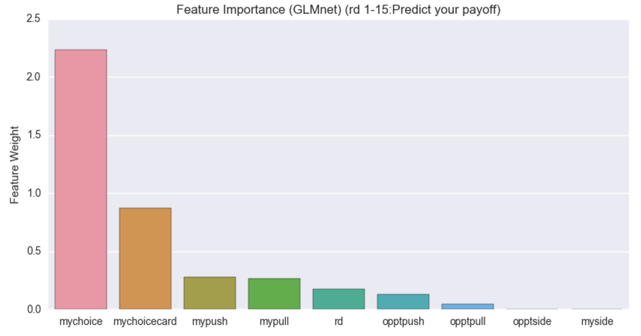 Feature Importance (GLMnet) (rd 1-15:Predict your payoff)
2.5
2.0
1.5
1.0
0.5
0.0
Feature Weight
mychoice mychoicecard mypush mypull rd opptpush opptpull opptside myside